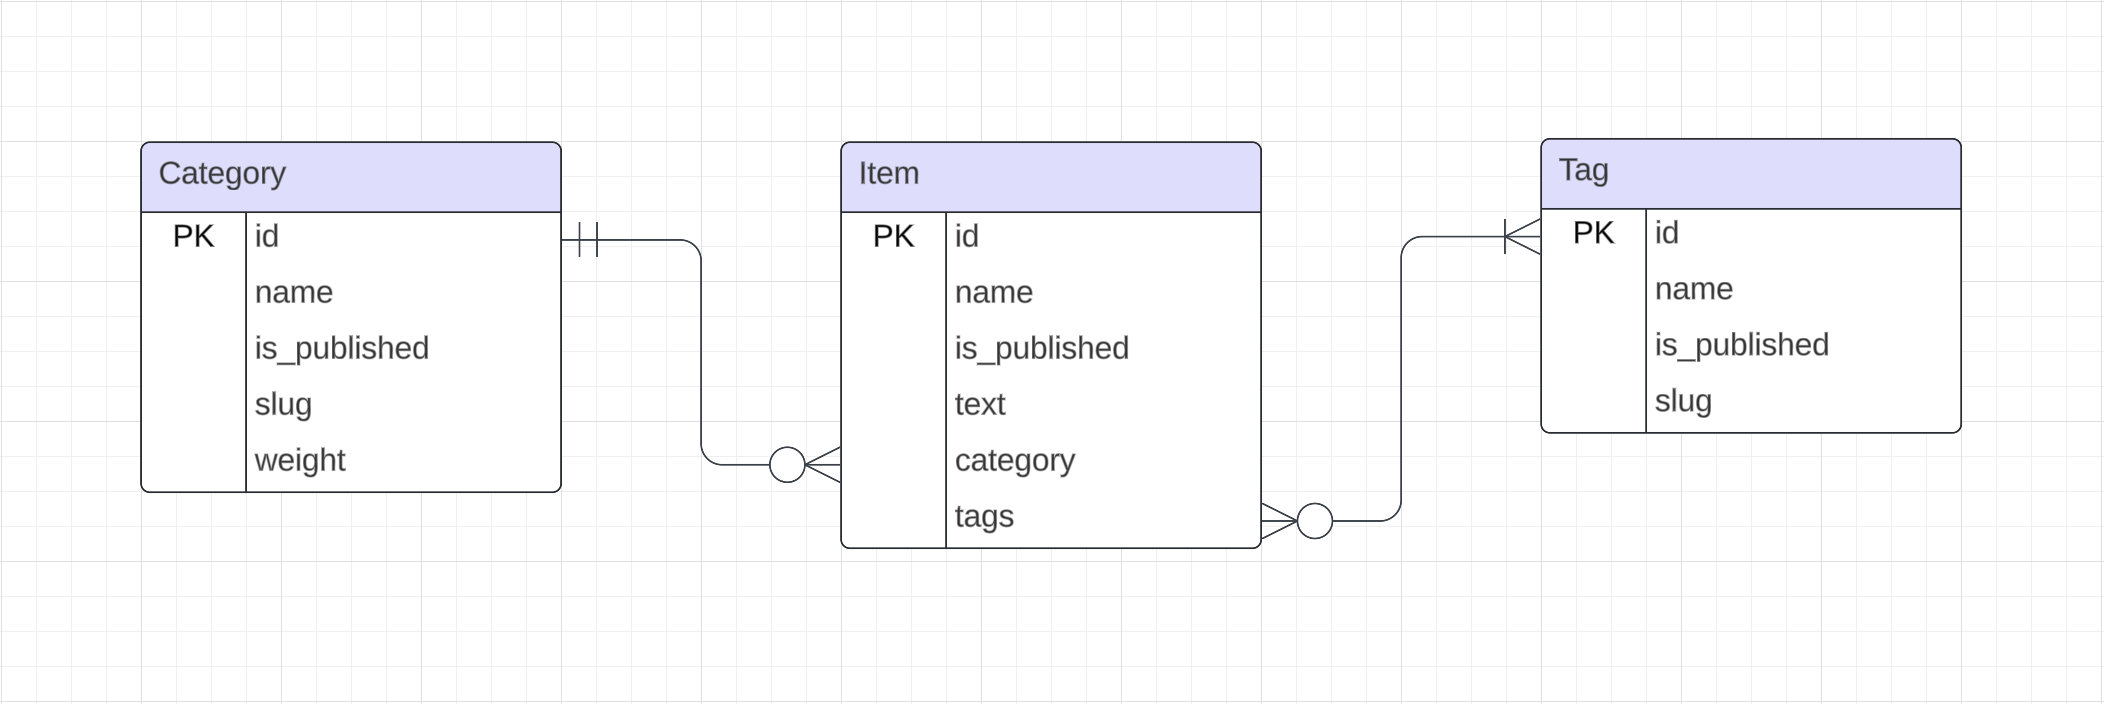 Category
PK id
name
is_published
slug
weight
Item
PK id
name
is_published
text
category
tags
Tag
PK id
name
is_published
slug